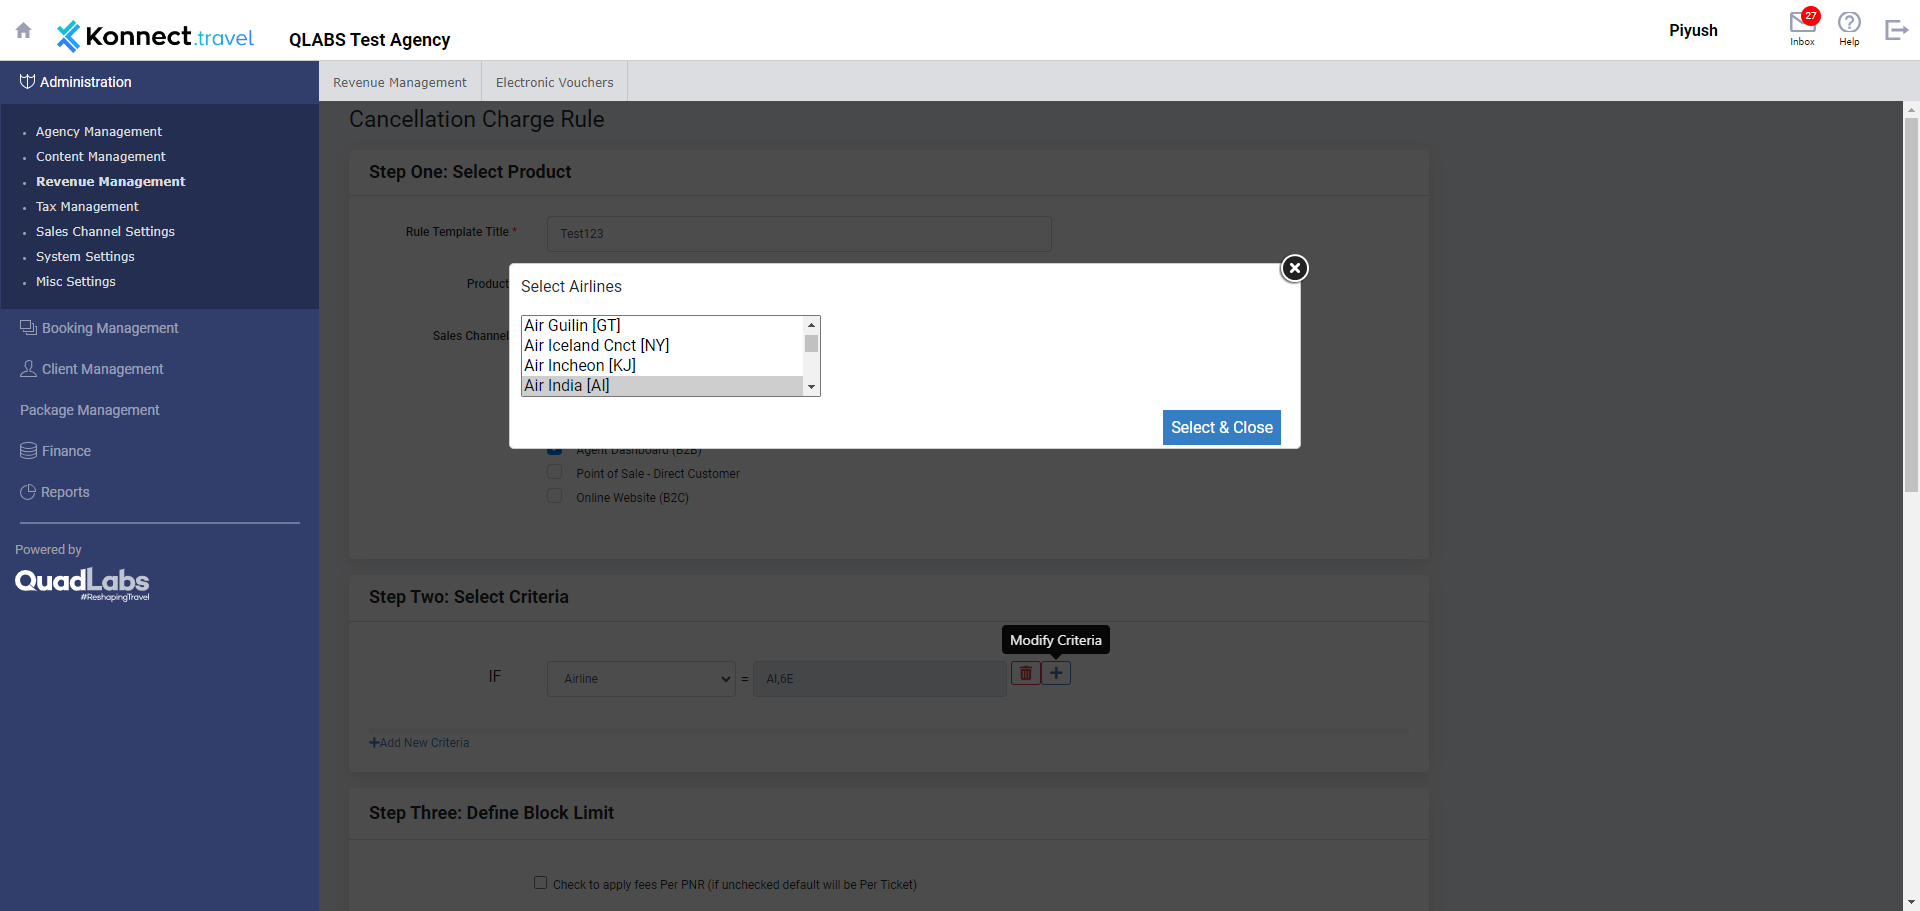 Konnect.travel
QLABS Test Agency
Piyush
27
Inbox
Help
Administration
Revenue Management
Electronic Vouchers
Agency Management
Content Management
Revenue Management
Tax Management
Sales Channel Settings
System Settings
Misc Settings
Booking Management
Client Management
Package Management
Finance
Reports
Powered by
QuadLabs
#ReshapingTravel
Cancellation Charge Rule
Step One: Select Product
Rule Template Title *
Test123
Product
Sales Channel
Select Airlines
Air Guilin [GT]
Air Iceland Cnct [NY]
Air Incheon [KJ]
Air India [AI]
Select & Close
Agent Dashboard (B2B)
Point of Sale - Direct Customer
Online Website (B2C)
Step Two: Select Criteria
Modify Criteria
IF
Airline
=
AI,6E
+Add New Criteria
Step Three: Define Block Limit
Check to apply fees Per PNR (if unchecked default will be Per Ticket)